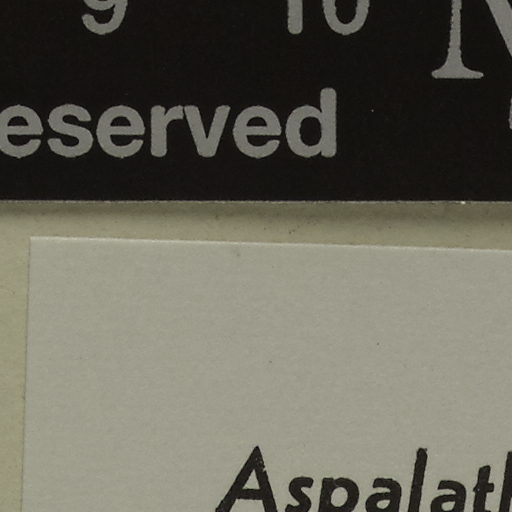 9 10 N
eserved
Aspalath